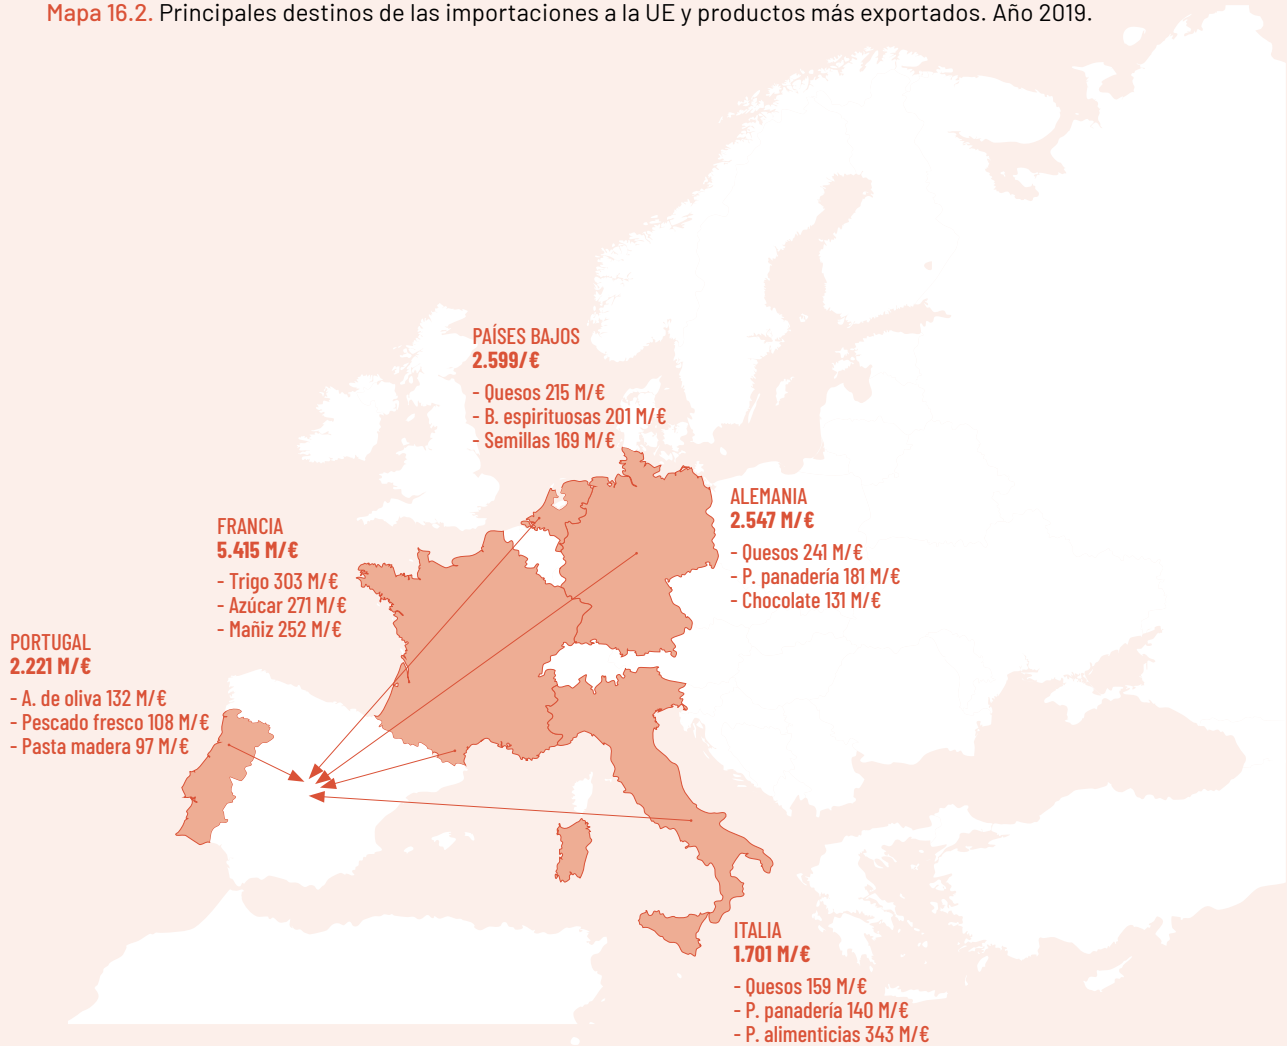 Mapa 16.2. Principales destinos de las importaciones a la UE y productos más exportados. Año 2019.
PAÍSES BAJOS
2.599/€
- Quesos 215 M/€
- B. espirituosas 201 M/€
- Semillas 169 M/€
ALEMANIA
2.547 M/€
- Quesos 241 M/€
- P. panadería 181 M/€
- Chocolate 131 M/€
FRANCIA
5.415 M/€
- Trigo 303 M/€
- Azúcar 271 M/€
- Mañiz 252 M/€
PORTUGAL
2.221 M/€
- A. de oliva 132 M/€
- Pescado fresco 108 M/€
- Pasta madera 97 M/€
ITALIA
1.701 M/€
- Quesos 159 M/€
- P. panadería 140 M/€
- P. alimenticias 343 M/€